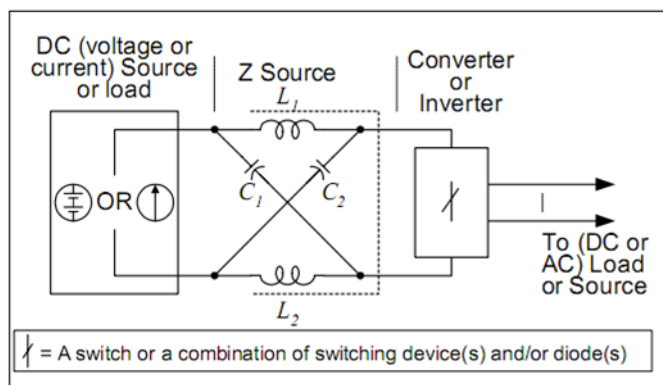 DC (voltage or
current) Source
or load
Z Source
Converter
or
Inverter
L1
OR
C1
C2
L2
To (DC or
AC) Load
or Source
= A switch or a combination of switching device(s) and/or diode(s)